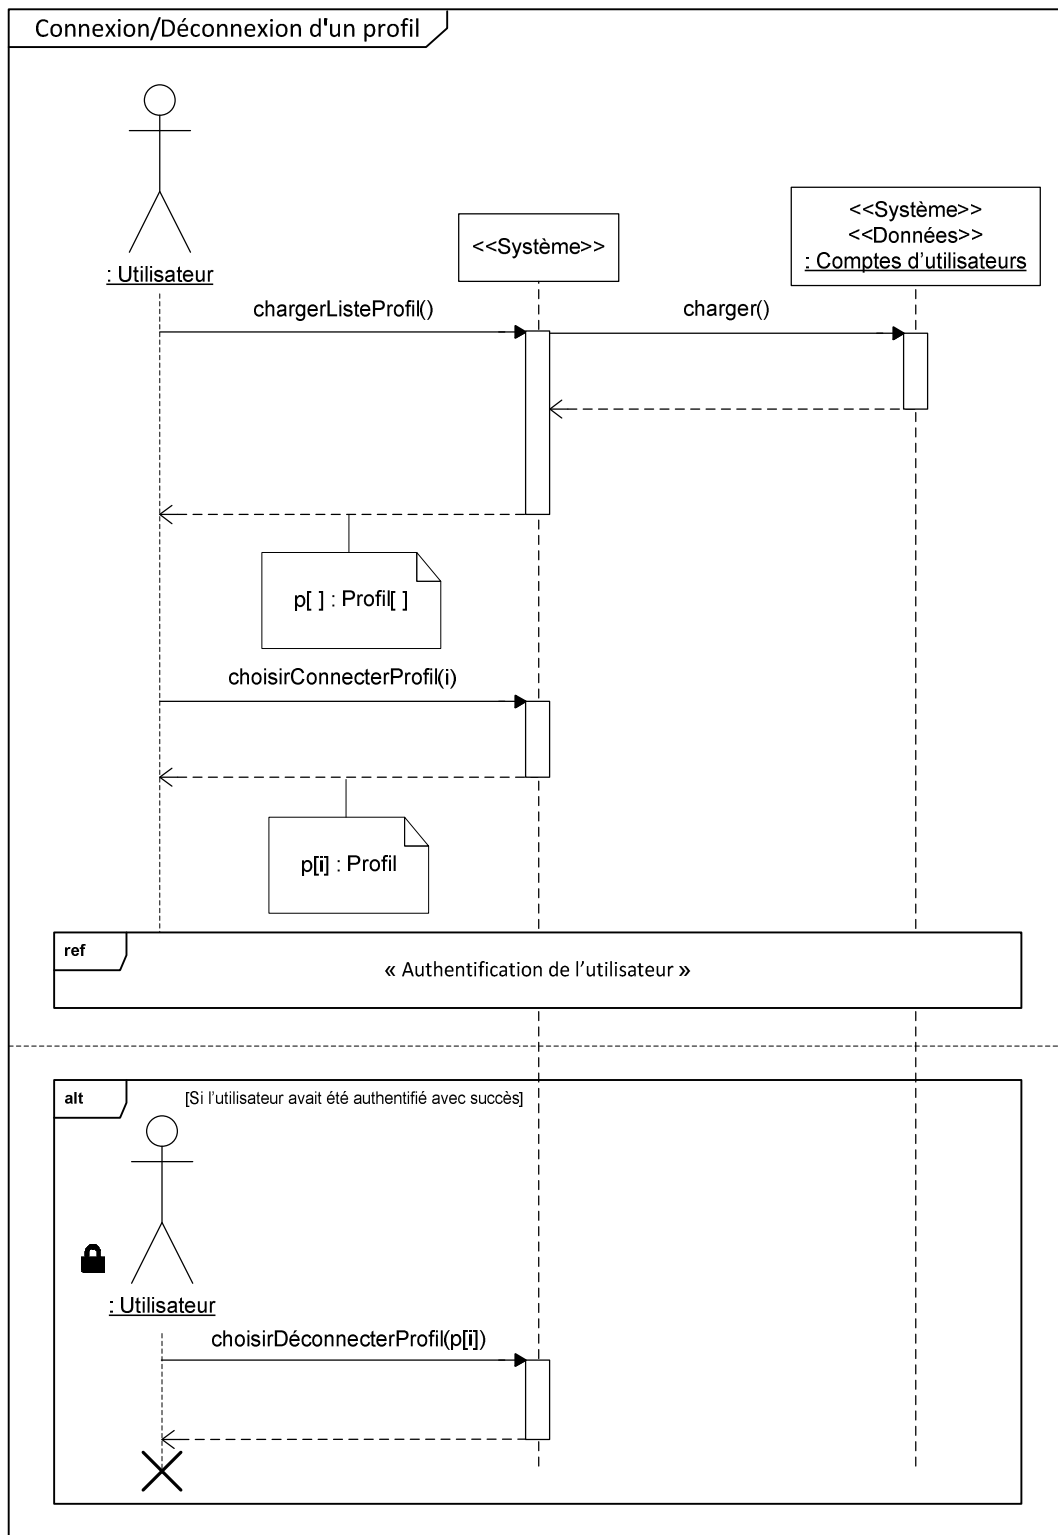 Connexion/Déconnexion d'un profil
<<Système>>
<<Données>>
: Comptes d'utilisateurs
<<Système>>
: Utilisateur
chargerListeProfil()
charger()
p[ ] : Profil[ ]
choisirConnecterProfil(i)
p[i] : Profil
ref
« Authentification de l'utilisateur »
alt
[Si l'utilisateur avait été authentifié avec succès]
: Utilisateur
choisirDéconnecterProfil(p[i])